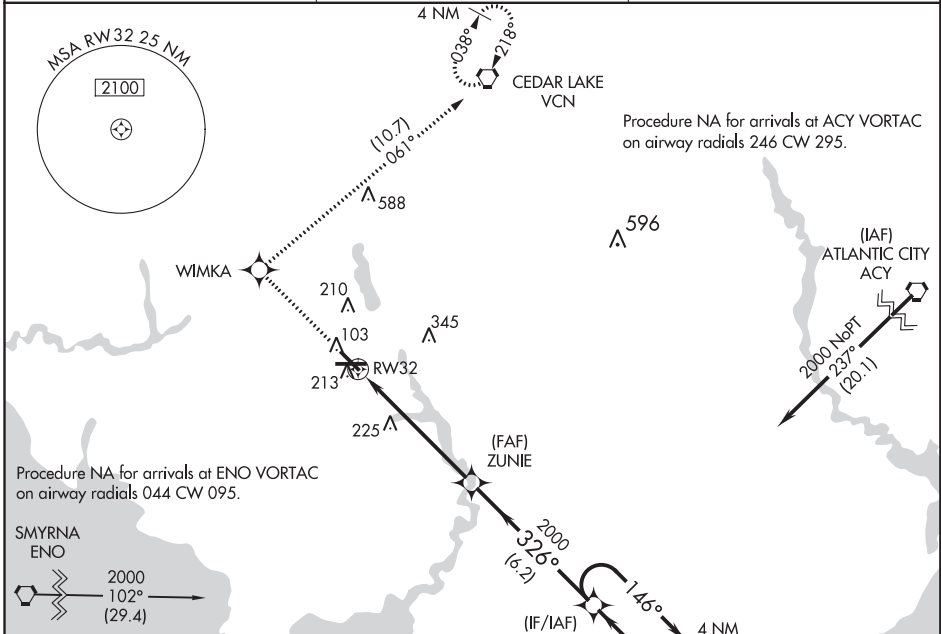 MSA RW32 25 NM
2100
4 NM
038°
218°
CEDAR LAKE
VCN
Procedure NA for arrivals at ACY VORTAC
on airway radials 246 CW 295.
(10.7)
061°
588
596
(IAF)
ATLANTIC CITY
ACY
WIMKA
210
103
345
2000 NoPT
237°
(20.1)
RW32
213
225
(FAF)
ZUNIE
Procedure NA for arrivals at ENO VORTAC
on airway radials 044 CW 095.
SMYRNA
ENO
2000
102°
(29.4)
2000
326°
(6.2)
146°
(IF/IAF)
4 NM